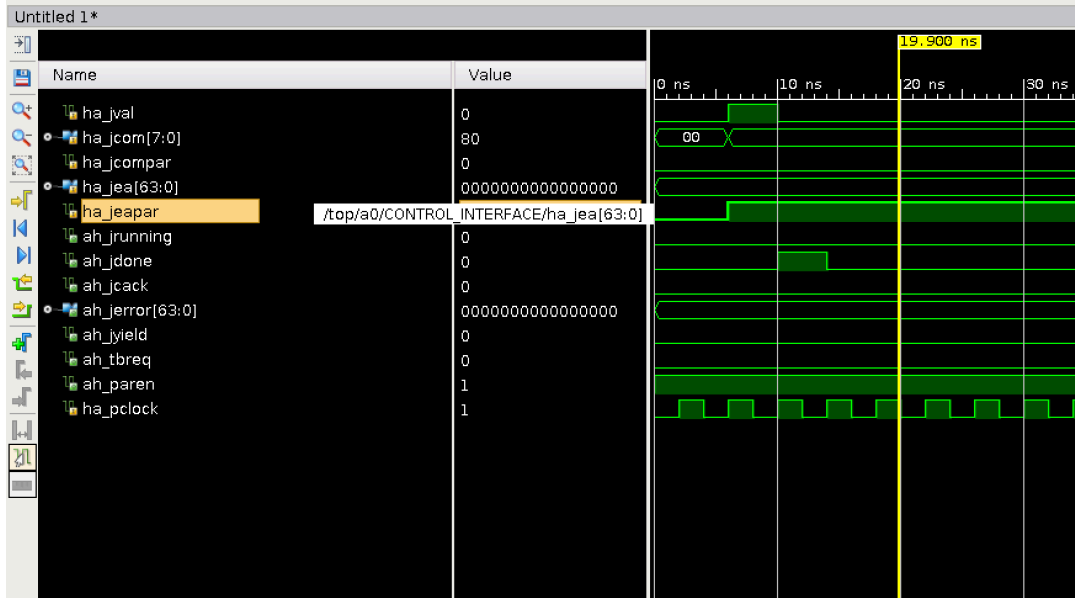 Untitled 1*
19.900 ns
Name Value
0 ns 10 ns 20 ns 30 ns
ha_jval 0
ha_jcom[7:0] 80 00
ha_jcompar 0
ha_jea[63:0] 0000000000000000
ha_jeapar /top/a0/CONTROL_INTERFACE/ha_jea[63:0]
ah_jrunning 0
ah_jdone 0
ah_jcack 0
ah_jerror[63:0] 0000000000000000
ah_jyield 0
ah_tbreq 0
ah_paren 1
ha_pclock 1